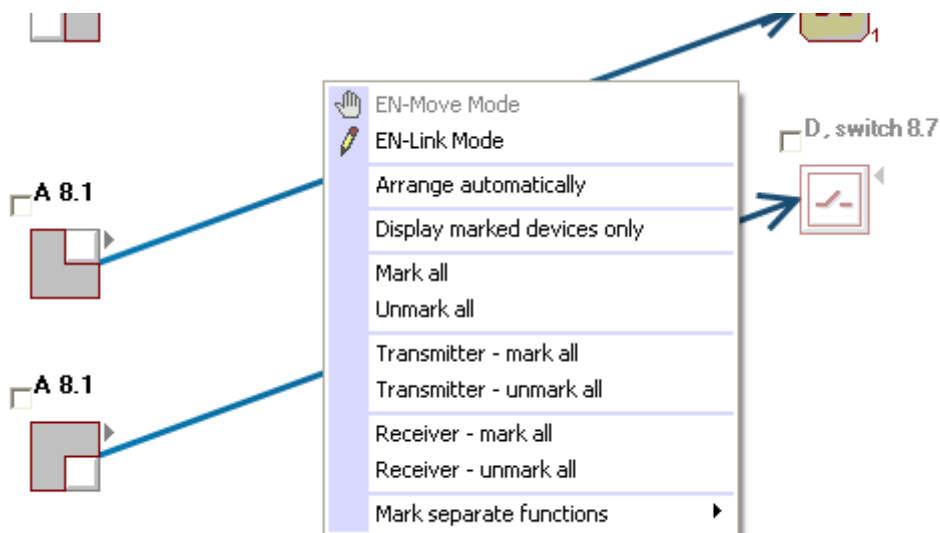 1
EN-Move Mode
EN-Link Mode
D, switch 8.7
Arrange automatically
A 8.1
Display marked devices only
Mark all
Unmark all
Transmitter - mark all
Transmitter - unmark all
A 8.1
Receiver - mark all
Receiver - unmark all
Mark separate functions